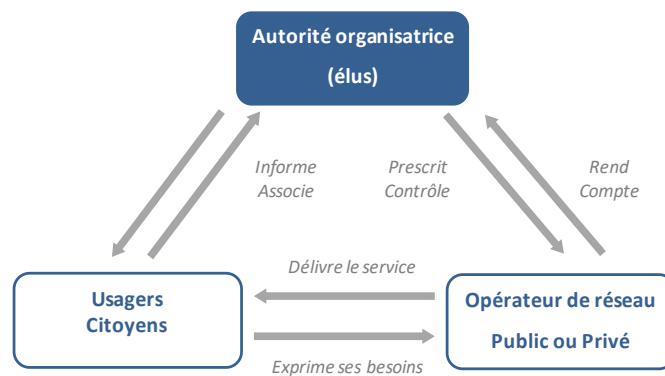 Autorité organisatrice
(élus)
Informe
Associe
Prescrit
Contrôle
Rend
Compte
Délivre le service
Usagers
Citoyens
Opérateur de réseau
Public ou Privé
Exprime ses besoins